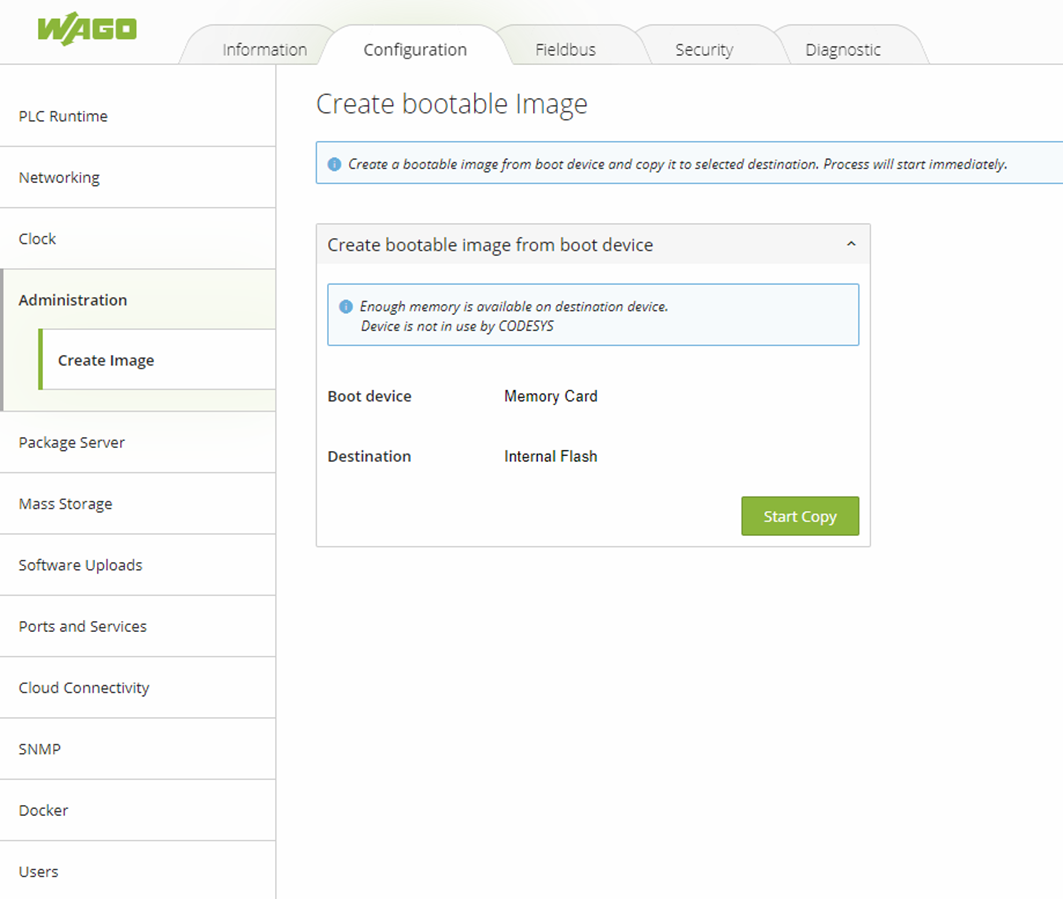 WAGO
Information
Configuration
Fieldbus
Security
Diagnostic
PLC Runtime
Networking
Clock
Administration
Create Image
Package Server
Mass Storage
Software Uploads
Ports and Services
Cloud Connectivity
SNMP
Docker
Users
Create bootable Image
Create a bootable image from boot device and copy it to selected destination. Process will start immediately.
Create bootable image from boot device
Enough memory is available on destination device.
Device is not in use by CODESYS
Boot device Memory Card
Destination Internal Flash
Start Copy